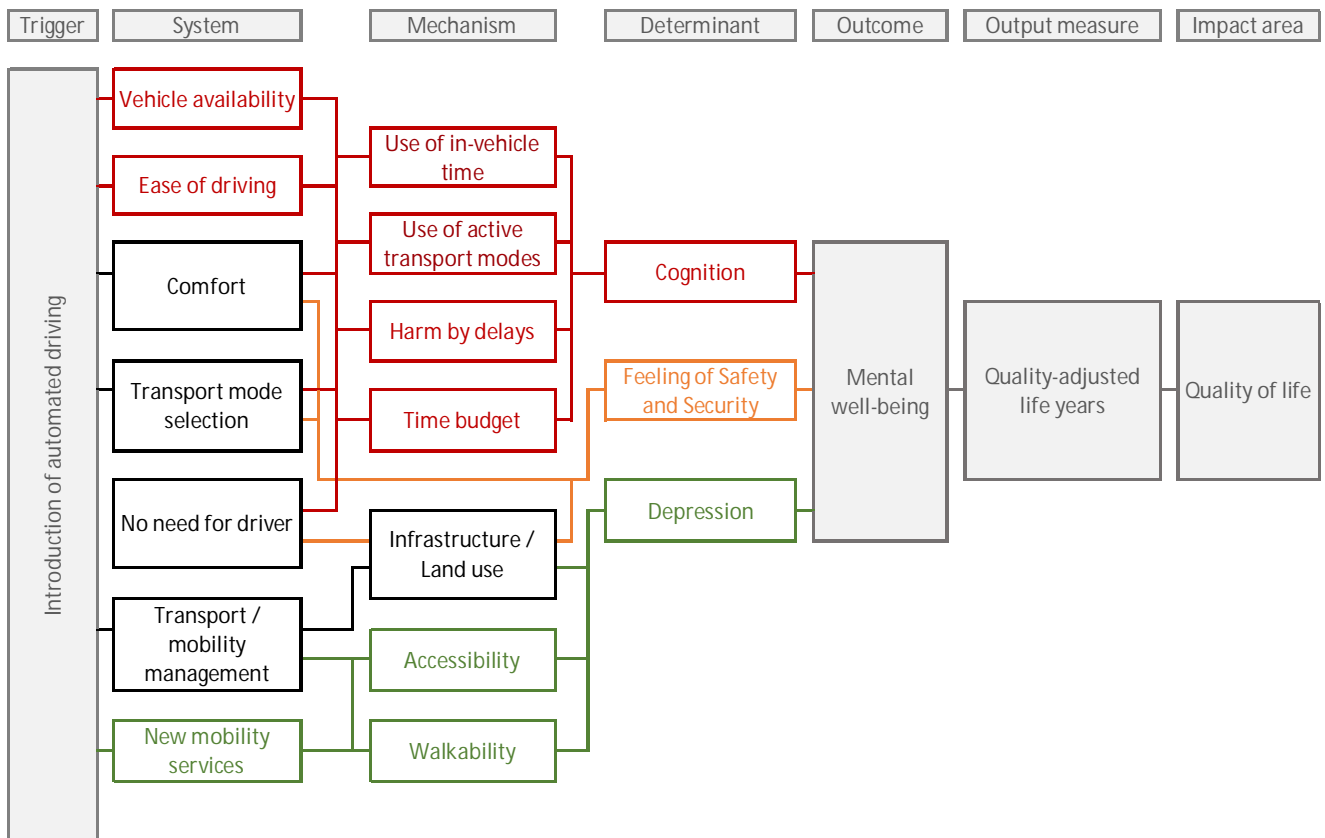 Trigger
System
Mechanism
Determinant
Outcome
Output measure
Impact area
Introduction of automated driving
Vehicle availability
Ease of driving
Comfort
Transport mode
selection
No need for driver
Transport /
mobility
management
New mobility
services
Use of in-vehicle
time
Use of active
transport modes
Harm by delays
Time budget
Infrastructure /
Land use
Accessibility
Walkability
Cognition
Feeling of Safety
and Security
Depression
Mental
well-being
Quality-adjusted
life years
Quality of life